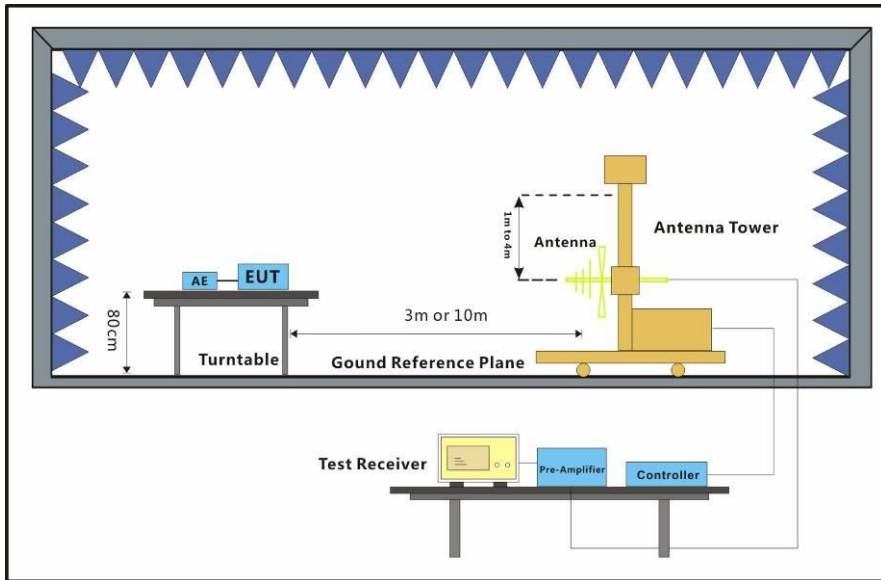 1m to 4m
Antenna
Antenna Tower
AE
EUT
80cm
3m or 10m
Turntable
Gound Reference Plane
Test Receiver
Pre-Amplifier
Controller